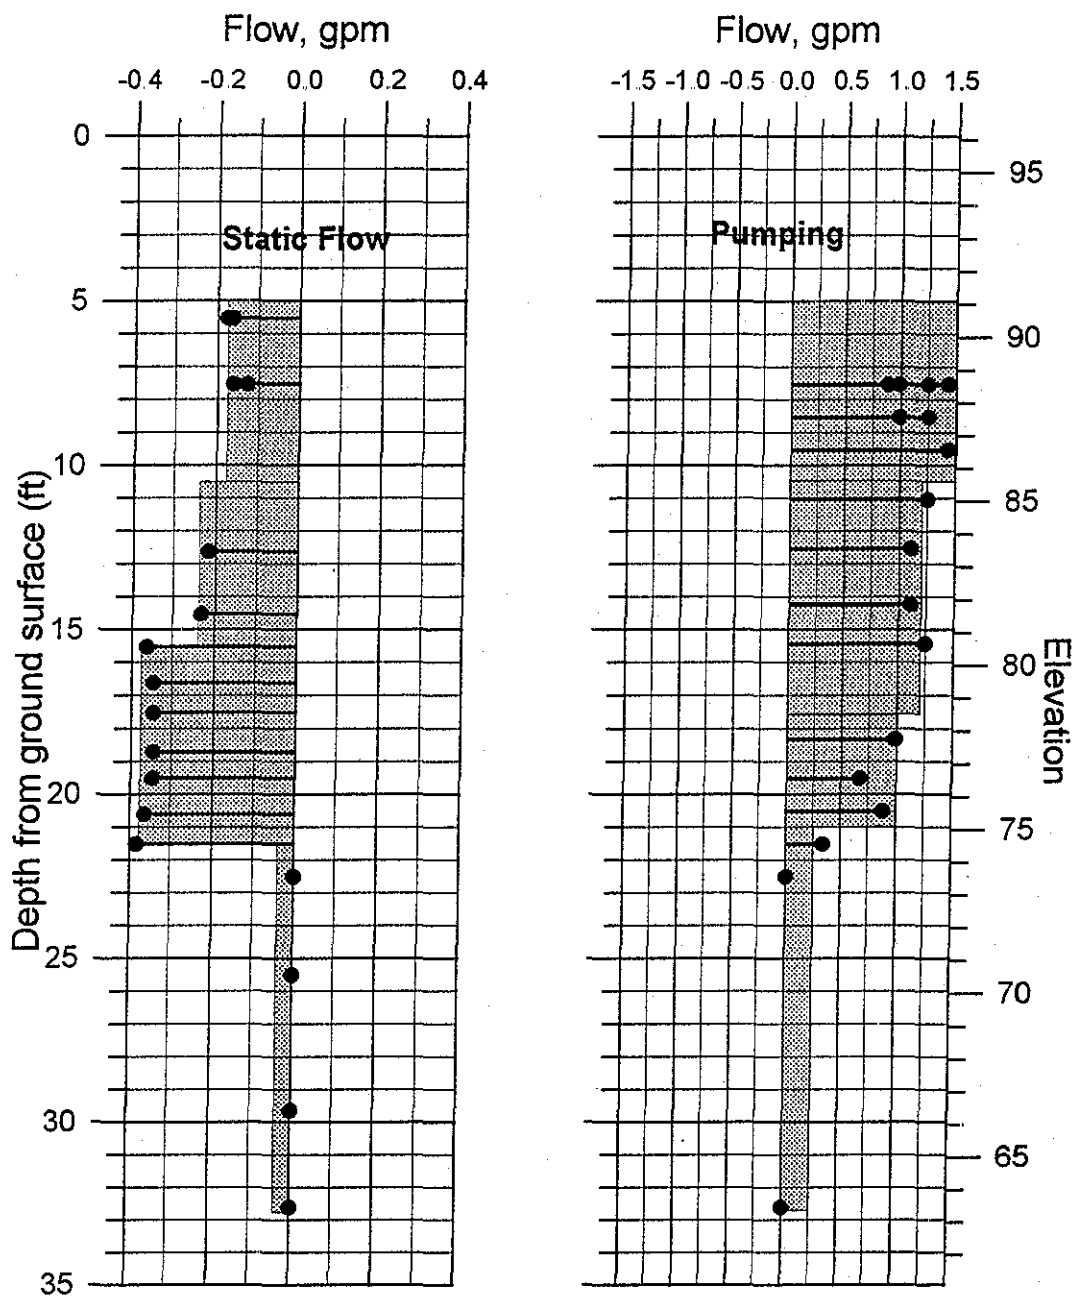 Flow, gpm
-0.4 -0.2 0.0 0.2 0.4
Static Flow
0
5
10
15
20
25
30
35
Depth from ground surface (ft)
Flow, gpm
-1.5 -1.0 -0.5 0.0 0.5 1.0 1.5
Pumping
95
90
85
80
75
70
65
Elevation